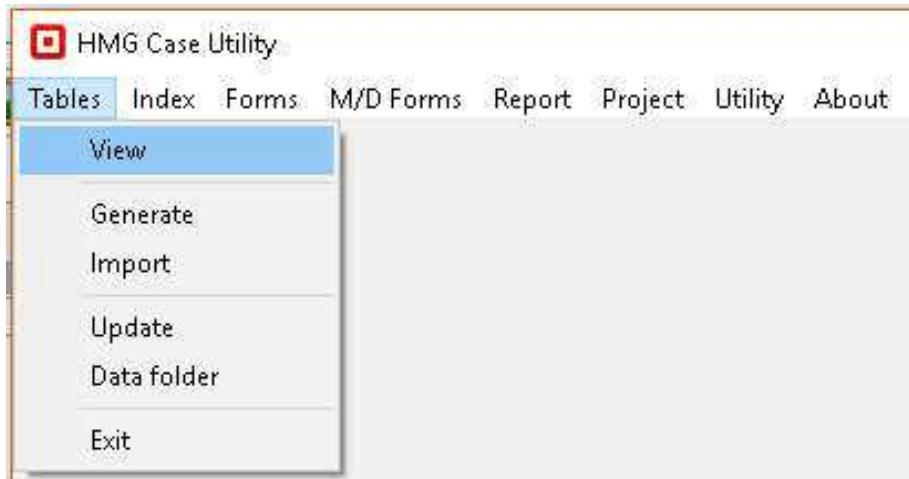 HMG Case Utility
Tables Index Forms M/D Forms Report Project Utility About
View
Generate
Import
Update
Data folder
Exit